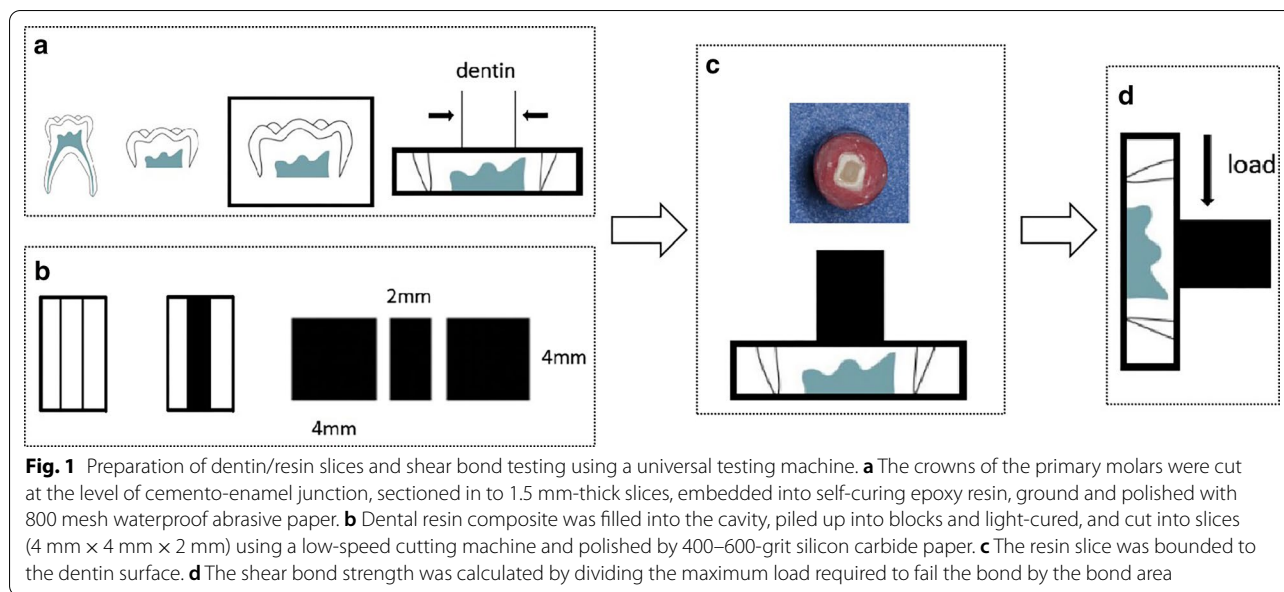 a
dentin
b
2mm
4mm
4mm
c
d
load
Fig. 1 Preparation of dentin/resin slices and shear bond testing using a universal testing machine. a The crowns of the primary molars were cut
at the level of cemento-enamel junction, sectioned in to 1.5 mm-thick slices, embedded into self-curing epoxy resin, ground and polished with
800 mesh waterproof abrasive paper. b Dental resin composite was filled into the cavity, piled up into blocks and light-cured, and cut into slices
(4 mm × 4 mm × 2 mm) using a low-speed cutting machine and polished by 400–600-grit silicon carbide paper. c The resin slice was bounded to
the dentin surface. d The shear bond strength was calculated by dividing the maximum load required to fail the bond by the bond area